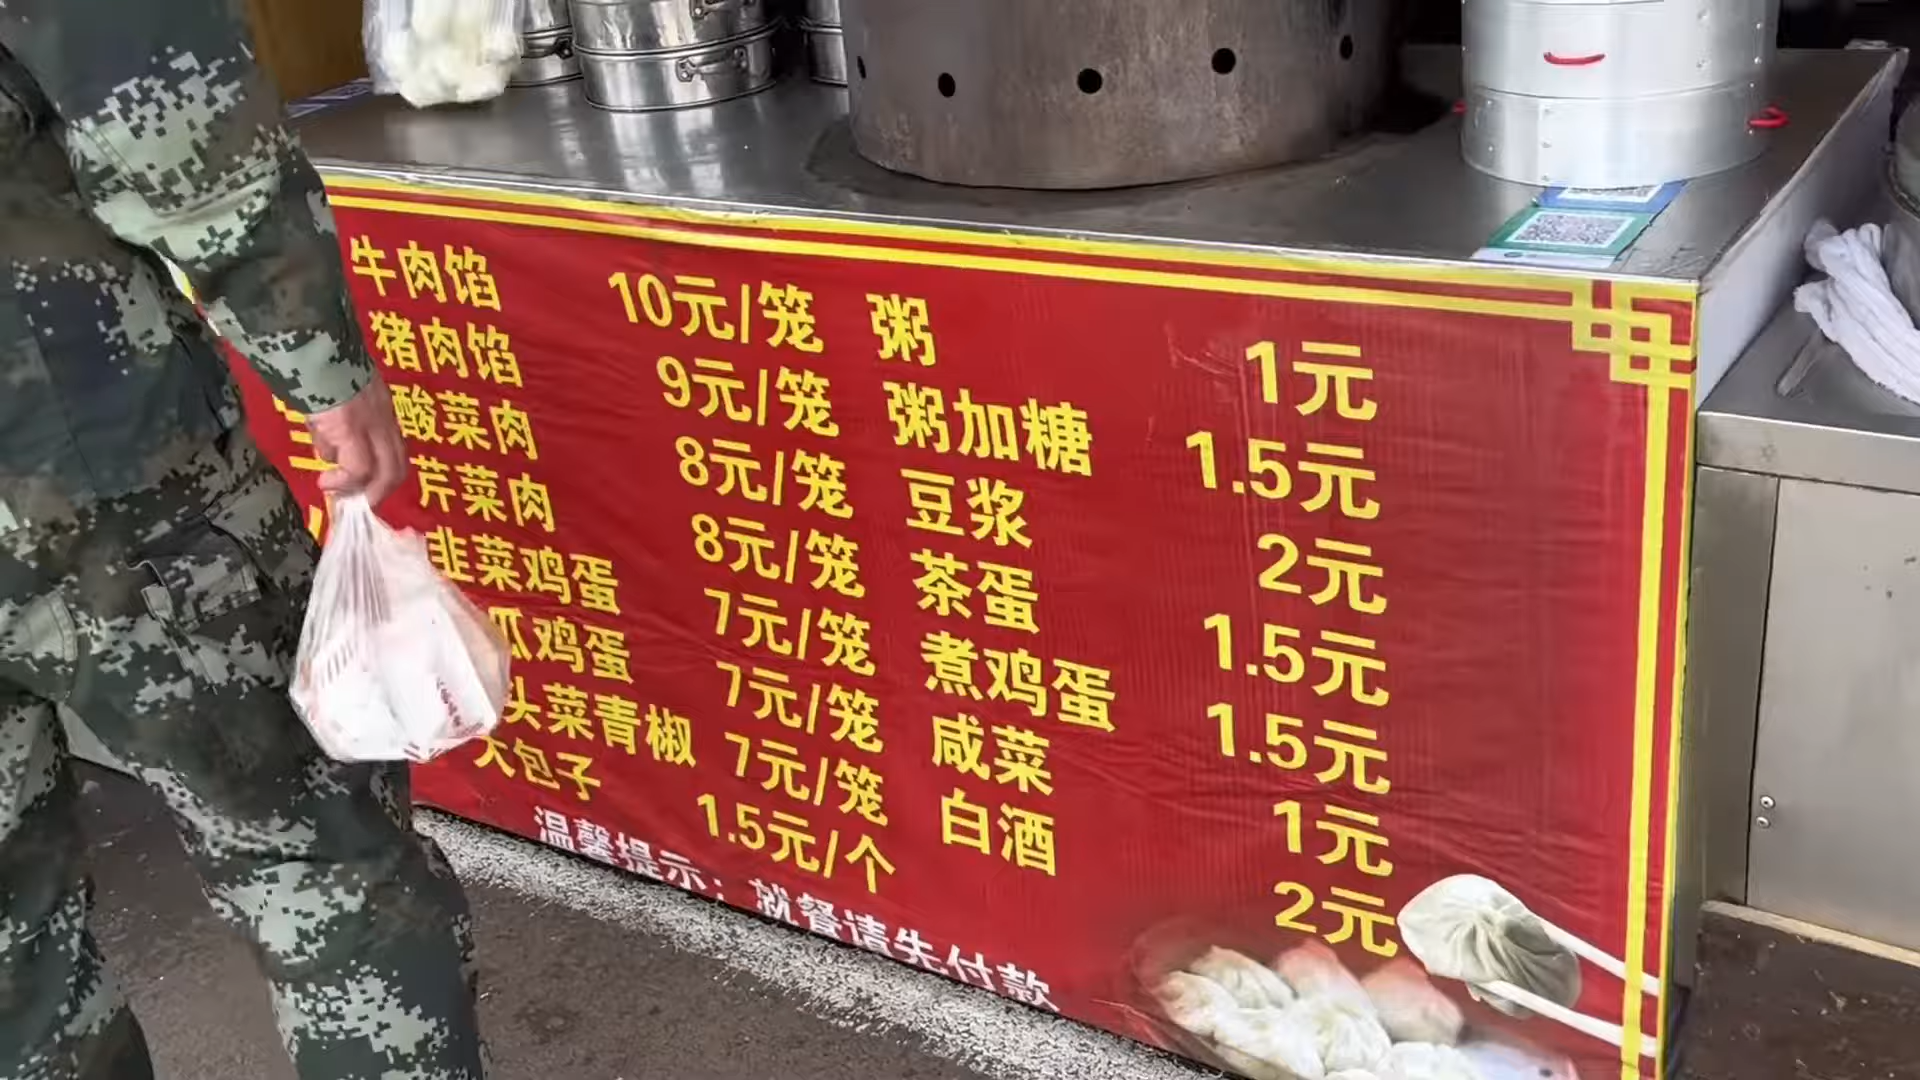 牛肉馅 10元/笼
猪肉馅 9元/笼
酸菜肉 8元/笼
芹菜肉 8元/笼
韭菜鸡蛋 7元/笼
瓜鸡蛋 7元/笼
头菜青椒 7元/笼
大包子 1.5元/个
粥 1元
粥加糖 1.5元
豆浆 2元
茶蛋 1.5元
煮鸡蛋 1.5元
咸菜 1元
白酒 2元
温馨提示：就餐请先付款